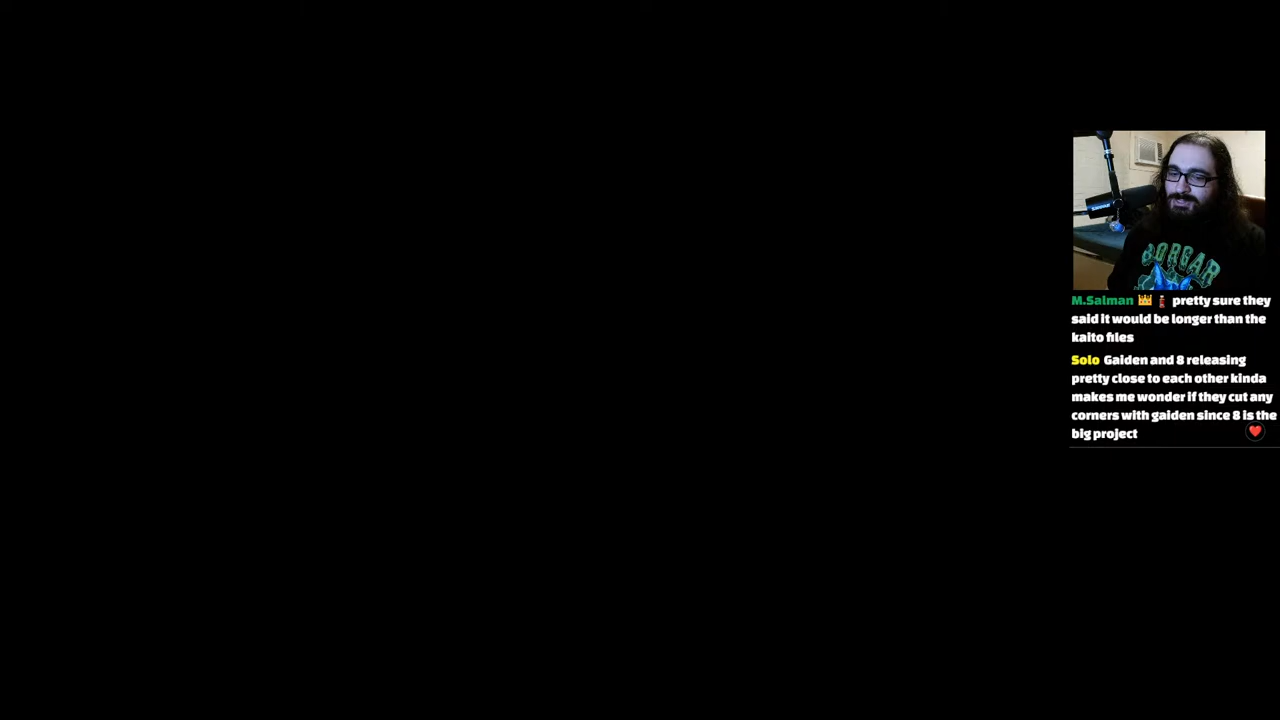 BORGAR
M.Salman 👑 pretty sure they
said it would be longer than the
kaito files
Solo Gaiden and 8 releasing
pretty close to each other kinda
makes me wonder if they cut any
corners with gaiden since 8 is the
big project